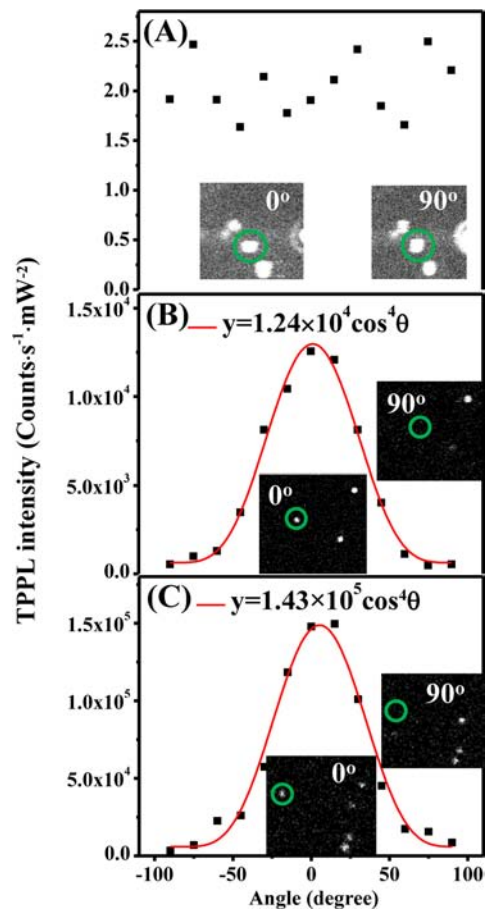 TPPL intensity (Counts·s⁻¹·mW⁻²)
(A)
2.5
2.0
1.5
1.0
0.5
0.0
0°
90°
(B)
y=1.24×10⁴cos⁴θ
1.5x10⁴
1.0x10⁴
5.0x10³
0.0
90°
0°
(C)
y=1.43×10⁵cos⁴θ
1.5x10⁵
1.0x10⁵
5.0x10⁴
0.0
90°
0°
-100 -50 0 50 100
Angle (degree)